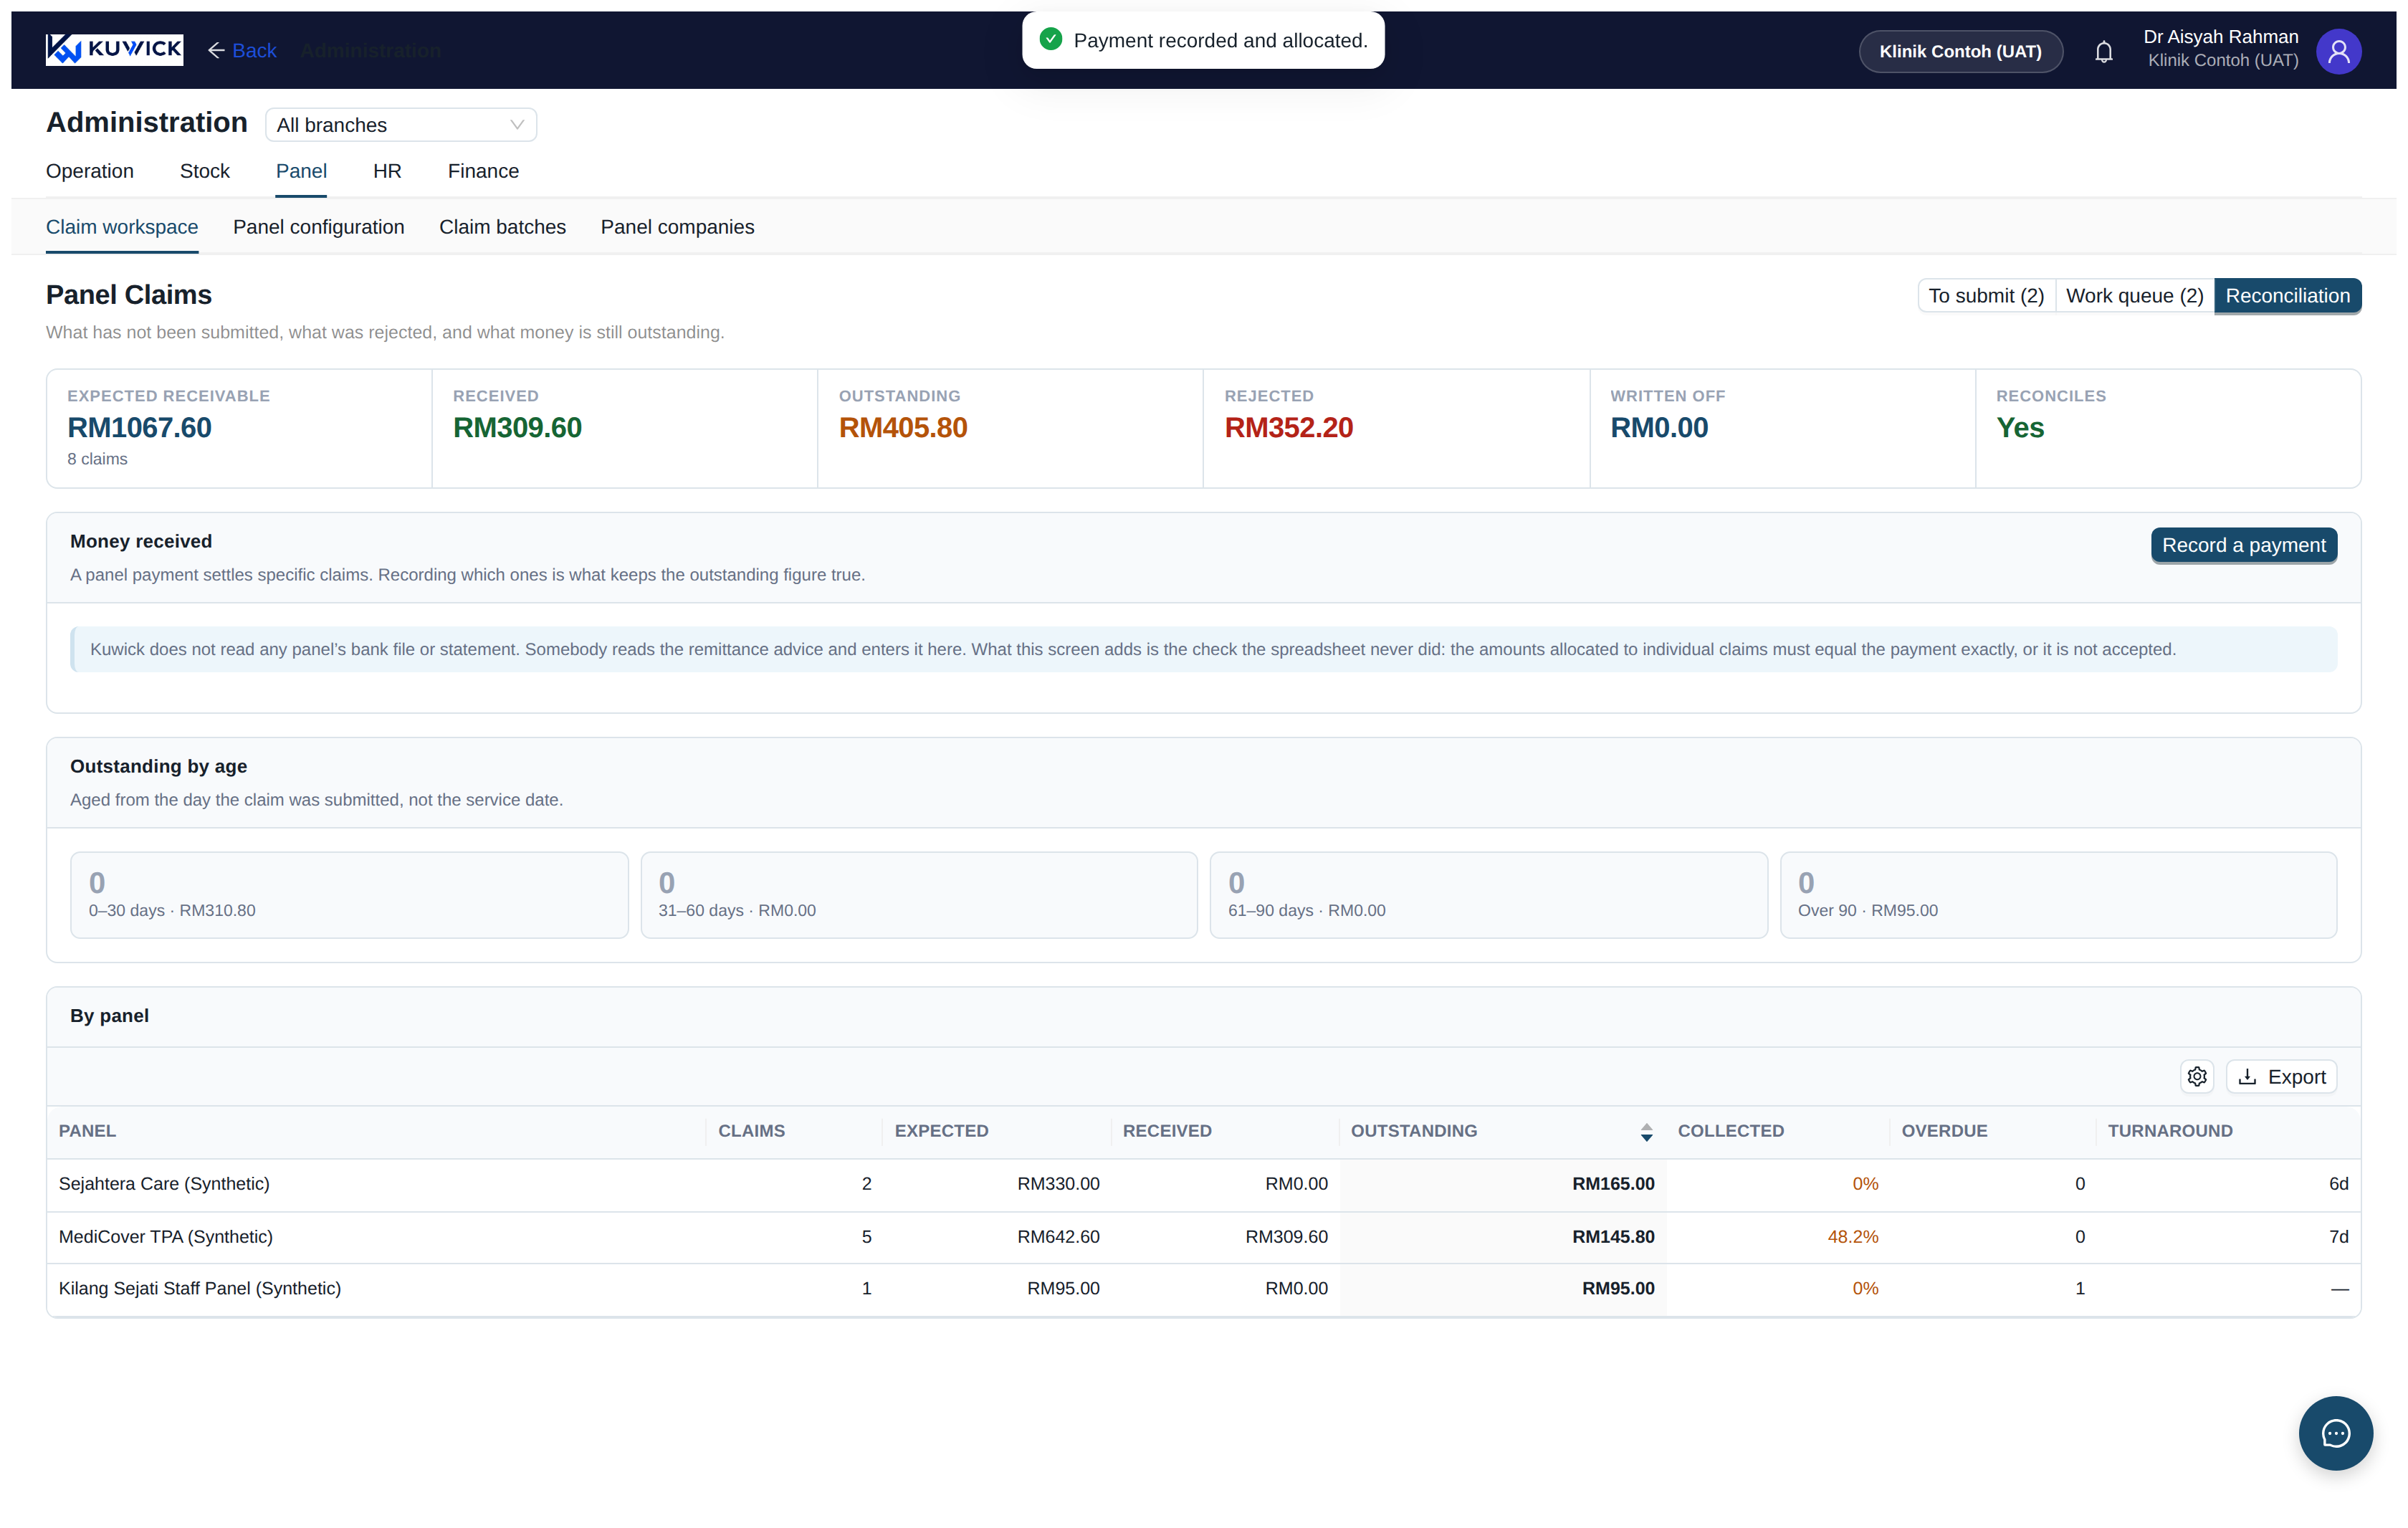 KUWICK
Back
Administration
Payment recorded and allocated.
Klinik Contoh (UAT)
Dr Aisyah Rahman
Klinik Contoh (UAT)
Administration
All branches
Operation
Stock
Panel
HR
Finance
Claim workspace
Panel configuration
Claim batches
Panel companies
Panel Claims
What has not been submitted, what was rejected, and what money is still outstanding.
To submit (2)
Work queue (2)
Reconciliation
EXPECTED RECEIVABLE
RM1067.60
8 claims
RECEIVED
RM309.60
OUTSTANDING
RM405.80
REJECTED
RM352.20
WRITTEN OFF
RM0.00
RECONCILES
Yes
Money received
A panel payment settles specific claims. Recording which ones is what keeps the outstanding figure true.
Record a payment
Kuwick does not read any panel’s bank file or statement. Somebody reads the remittance advice and enters it here. What this screen adds is the check the spreadsheet never did: the amounts allocated to individual claims must equal the payment exactly, or it is not accepted.
Outstanding by age
Aged from the day the claim was submitted, not the service date.
0
0–30 days · RM310.80
0
31–60 days · RM0.00
0
61–90 days · RM0.00
0
Over 90 · RM95.00
By panel
Export
PANEL CLAIMS EXPECTED RECEIVED OUTSTANDING COLLECTED OVERDUE TURNAROUND
Sejahtera Care (Synthetic) 2 RM330.00 RM0.00 RM165.00 0% 0 6d
MediCover TPA (Synthetic) 5 RM642.60 RM309.60 RM145.80 48.2% 0 7d
Kilang Sejati Staff Panel (Synthetic) 1 RM95.00 RM0.00 RM95.00 0% 1 —